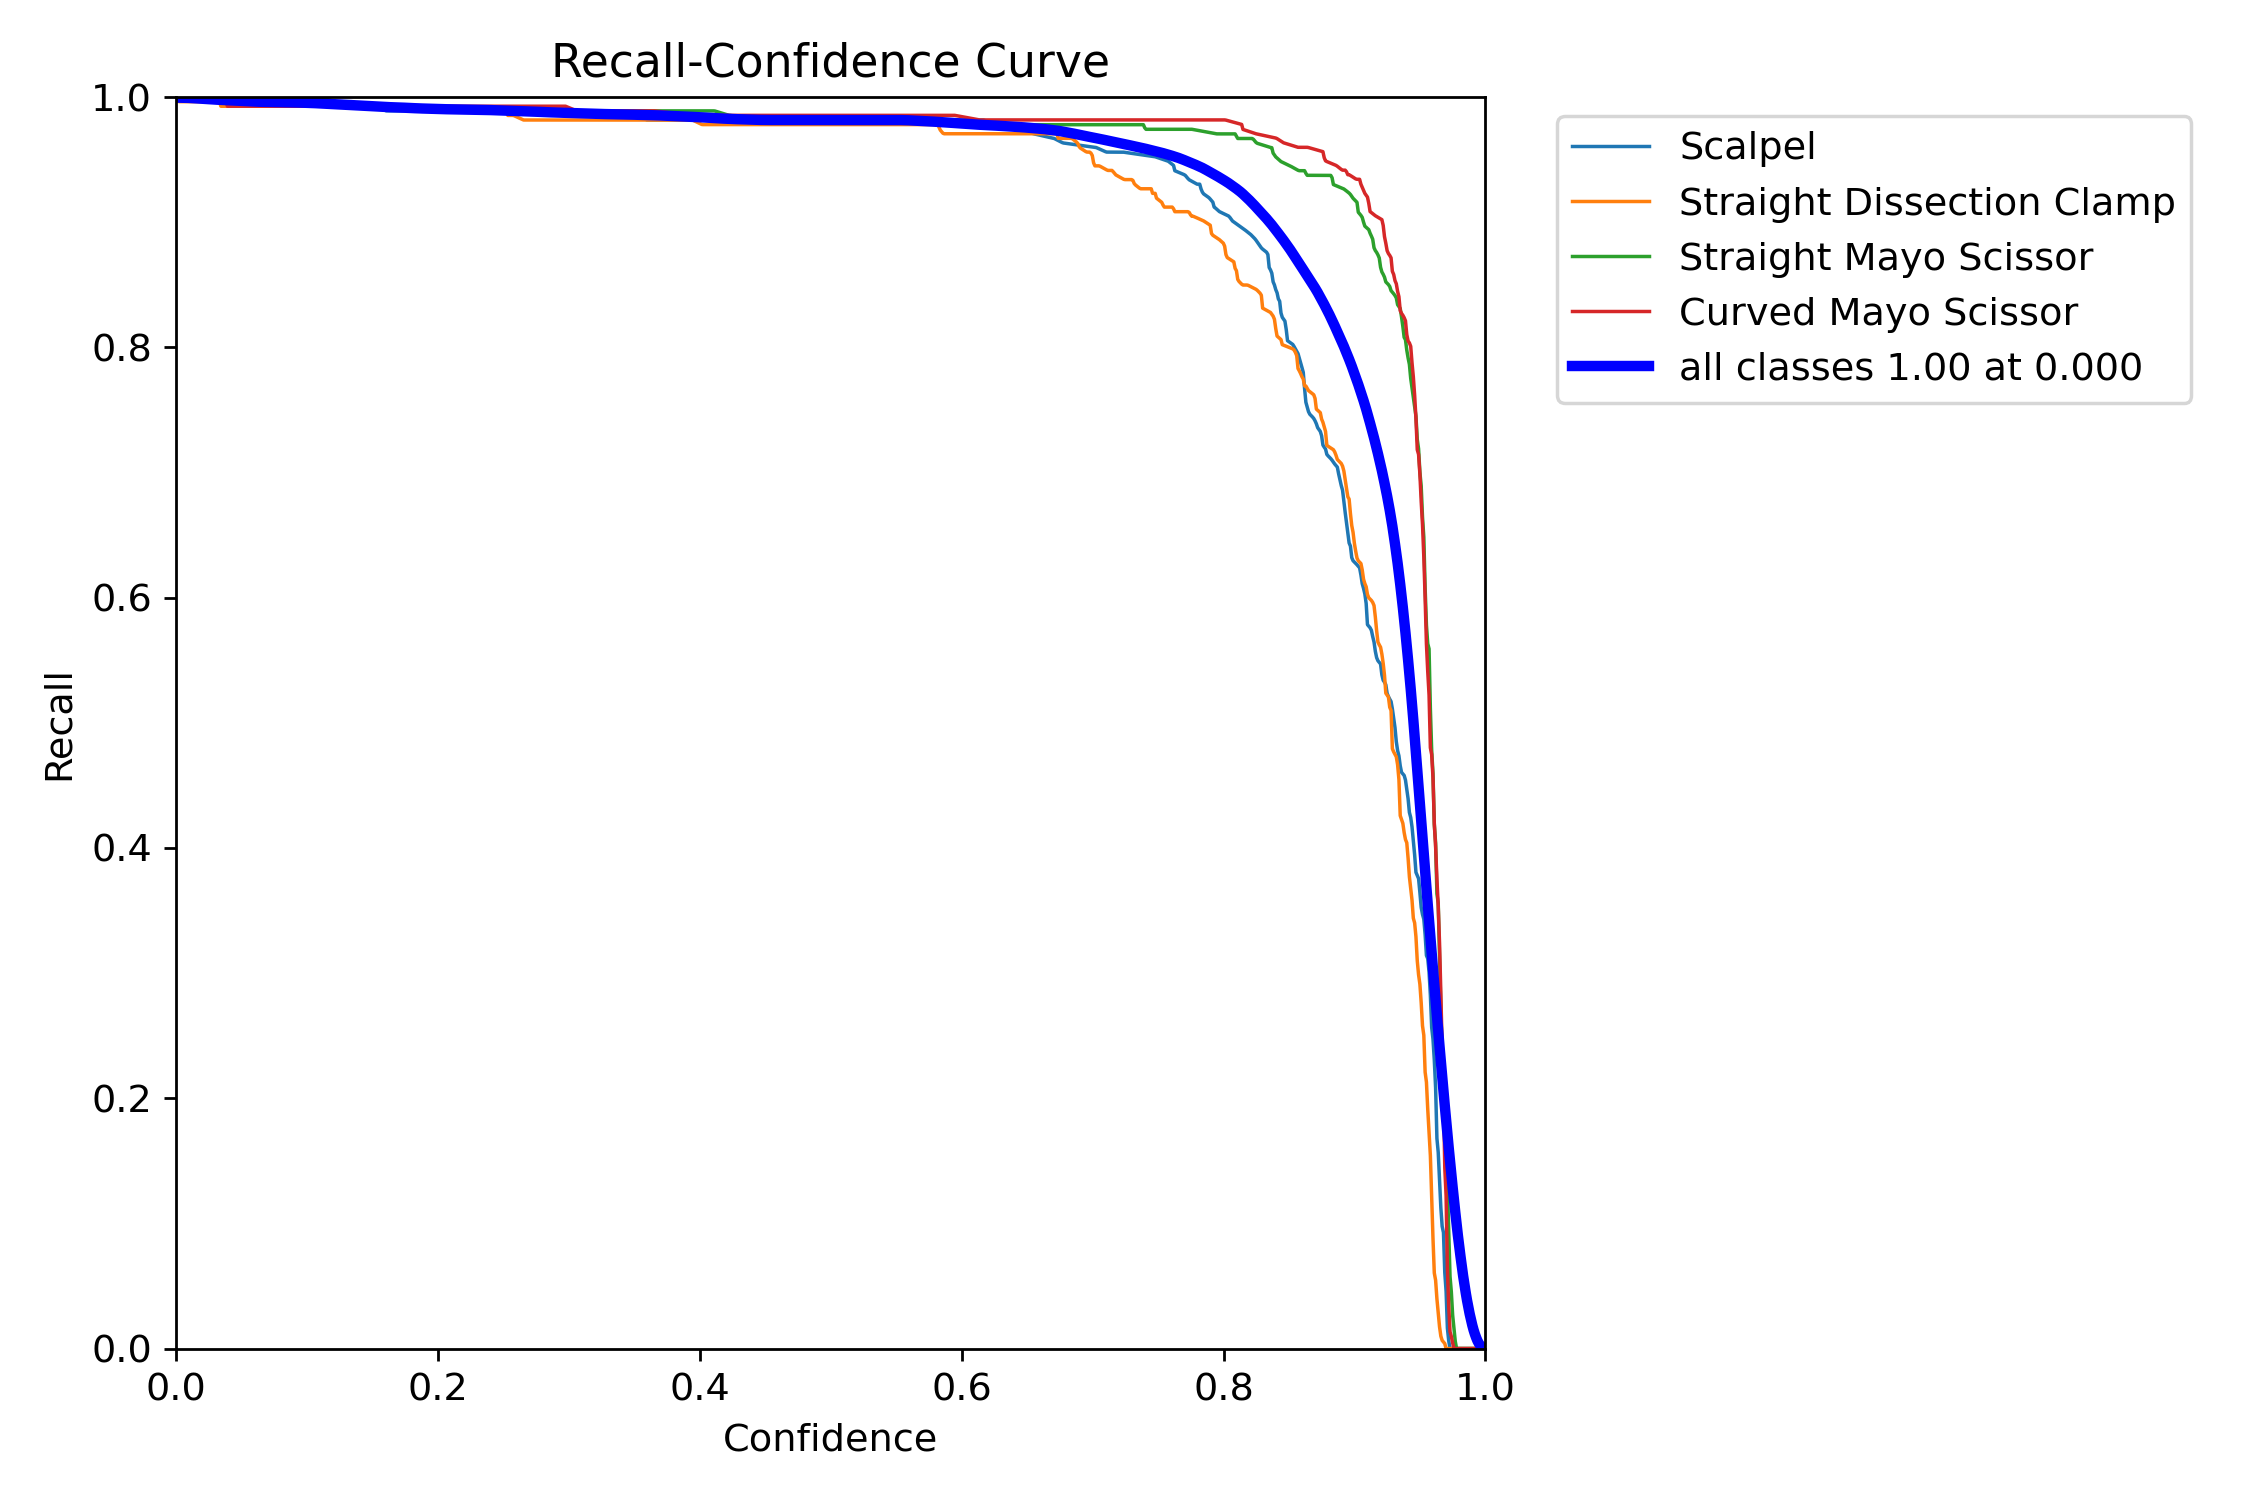 Recall-Confidence Curve
1.0
0.8
0.6
0.4
0.2
0.0
Recall
0.0 0.2 0.4 0.6 0.8 1.0
Confidence
Scalpel
Straight Dissection Clamp
Straight Mayo Scissor
Curved Mayo Scissor
all classes 1.00 at 0.000